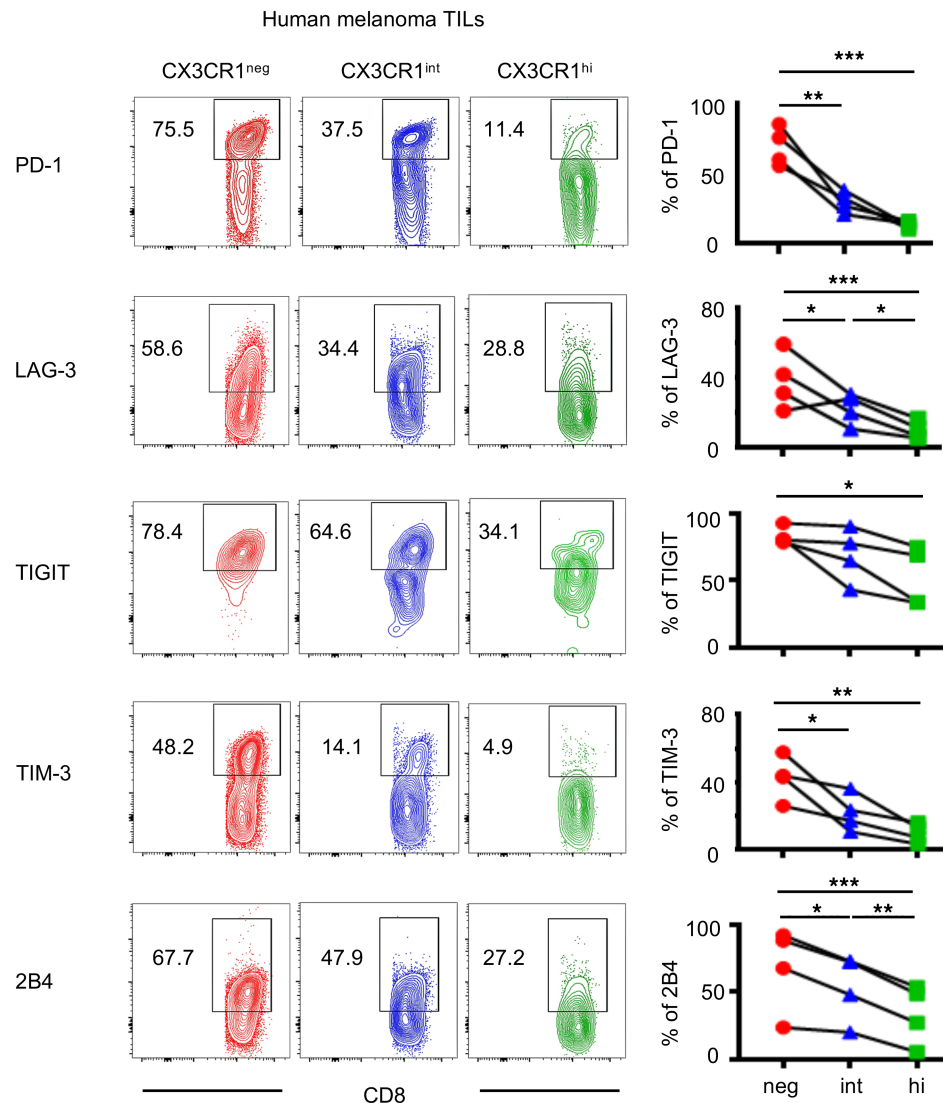 Human melanoma TILs
CX3CR1neg CX3CR1int CX3CR1hi
PD-1
75.5 37.5 11.4
% of PD-1
100
50
0
** ***
LAG-3
58.6 34.4 28.8
% of LAG-3
80
40
0
*** * *
TIGIT
78.4 64.6 34.1
% of TIGIT
100
50
0
*
TIM-3
48.2 14.1 4.9
% of TIM-3
80
40
0
** *
2B4
67.7 47.9 27.2
% of 2B4
100
50
0
*** * **
neg int hi
CD8